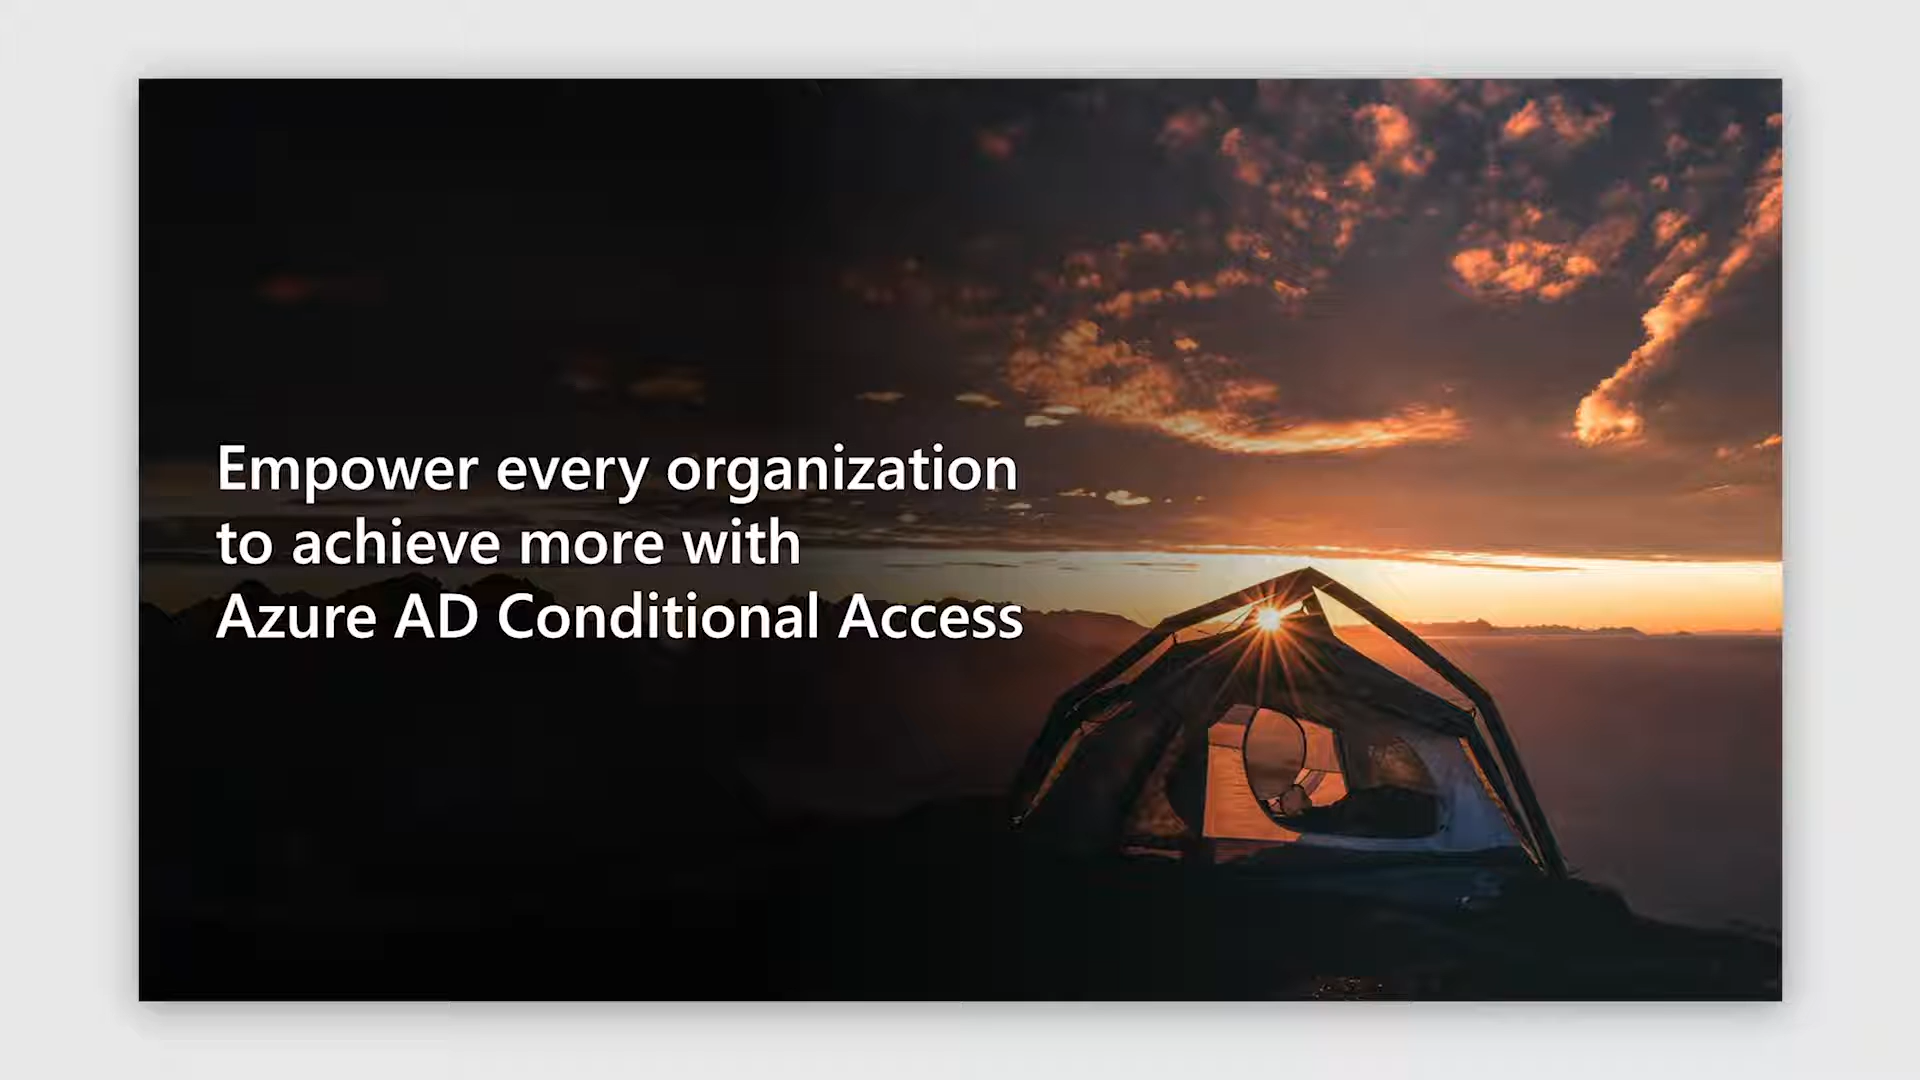 Empower every organization
to achieve more with
Azure AD Conditional Access